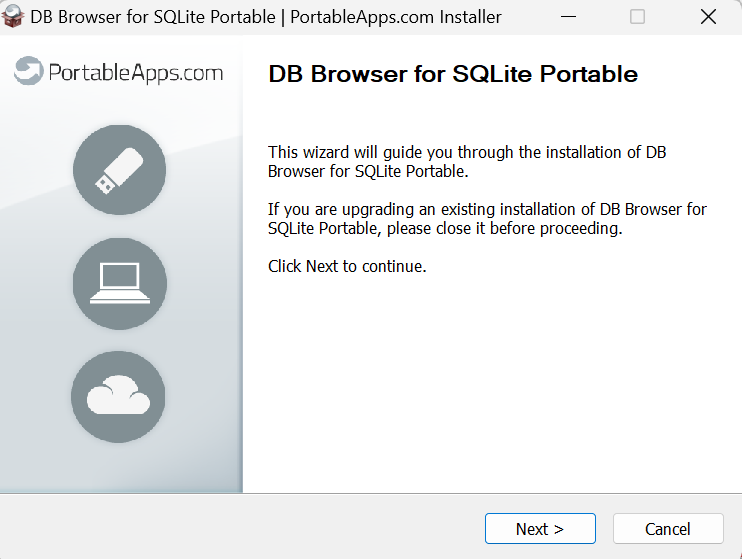 DB Browser for SQLite Portable | PortableApps.com Installer
PortableApps.com
DB Browser for SQLite Portable
This wizard will guide you through the installation of DB
Browser for SQLite Portable.
If you are upgrading an existing installation of DB Browser for
SQLite Portable, please close it before proceeding.
Click Next to continue.
Next >
Cancel